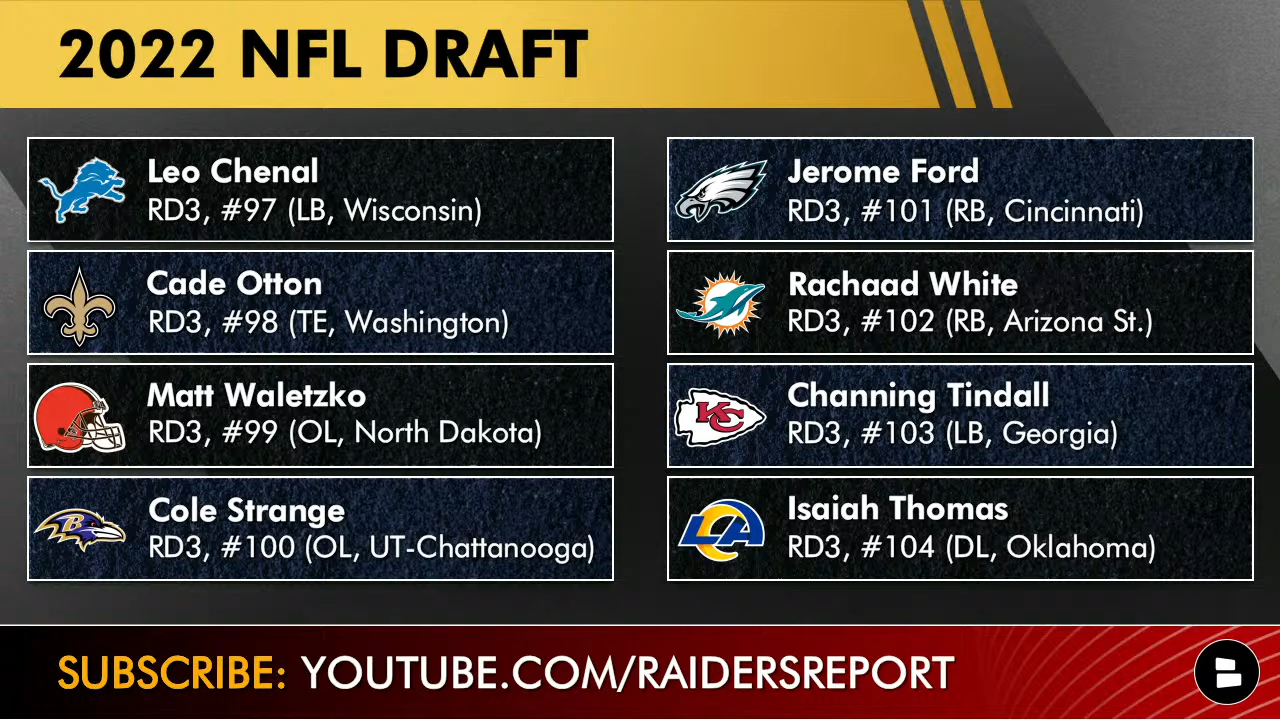 2022 NFL DRAFT
Leo Chenal
RD3, #97 (LB, Wisconsin)
Cade Otton
RD3, #98 (TE, Washington)
Matt Waletzko
RD3, #99 (OL, North Dakota)
Cole Strange
RD3, #100 (OL, UT-Chattanooga)
Jerome Ford
RD3, #101 (RB, Cincinnati)
Rachaad White
RD3, #102 (RB, Arizona St.)
Channing Tindall
RD3, #103 (LB, Georgia)
KC
Isaiah Thomas
RD3, #104 (DL, Oklahoma)
LA
B
SUBSCRIBE: YOUTUBE.COM/RAIDERSREPORT